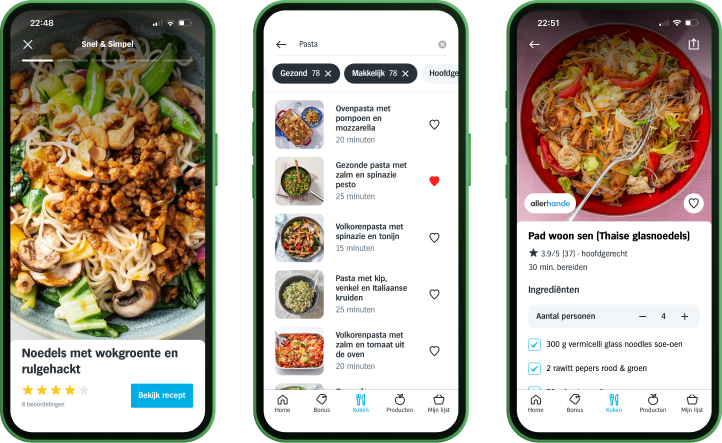 22:48
Snel & Simpel
Noedels met wokgroente en
rulgehackt
8 beoordelingen
Bekijk recept
Pasta
Gezond 78
Makkelijk 78
Hoofdge
Ovenpasta met
pompoen en
mozzarella
20 minuten
Gezonde pasta met
zalm en spinazie
pesto
25 minuten
Volkorenpasta met
spinazie en tonijn
15 minuten
Pasta met kip,
venkel en Italiaanse
kruiden
25 minuten
Volkorenpasta met
zalm en tomaat uit
de oven
20 minuten
Home Bonus Koken Producten Mijn lijst
22:51
allerhande
Pad woon sen (Thaise glasnoedels)
3.9/5 (37) · hoofdgerecht
30 min. bereiden
Ingrediënten
Aantal personen 4
300 g vermicelli glass noodles soe-oen
2 rawitt pepers rood & groen
Home Bonus Koken Producten Mijn lijst